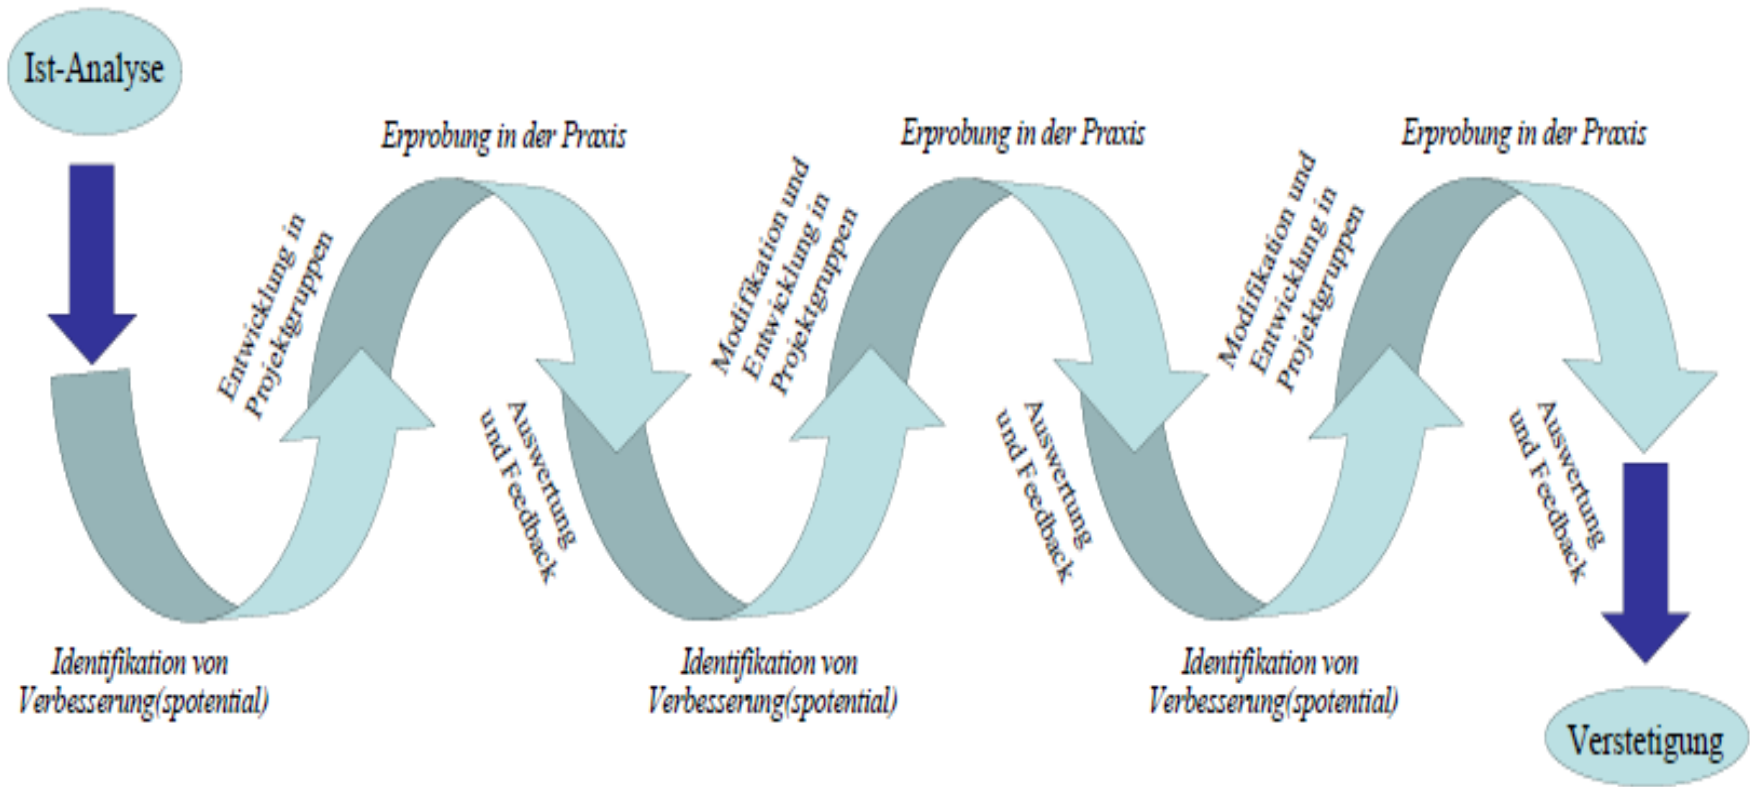 Ist-Analyse
Identifikation von
Verbesserung(spotential)
Entwicklung in
Projektgruppen
Erprobung in der Praxis
Auswertung
und Feedback
Identifikation von
Verbesserung(spotential)
Modifikation und
Entwicklung in
Projektgruppen
Erprobung in der Praxis
Auswertung
und Feedback
Identifikation von
Verbesserung(spotential)
Modifikation und
Entwicklung in
Projektgruppen
Erprobung in der Praxis
Auswertung
und Feedback
Verstetigung